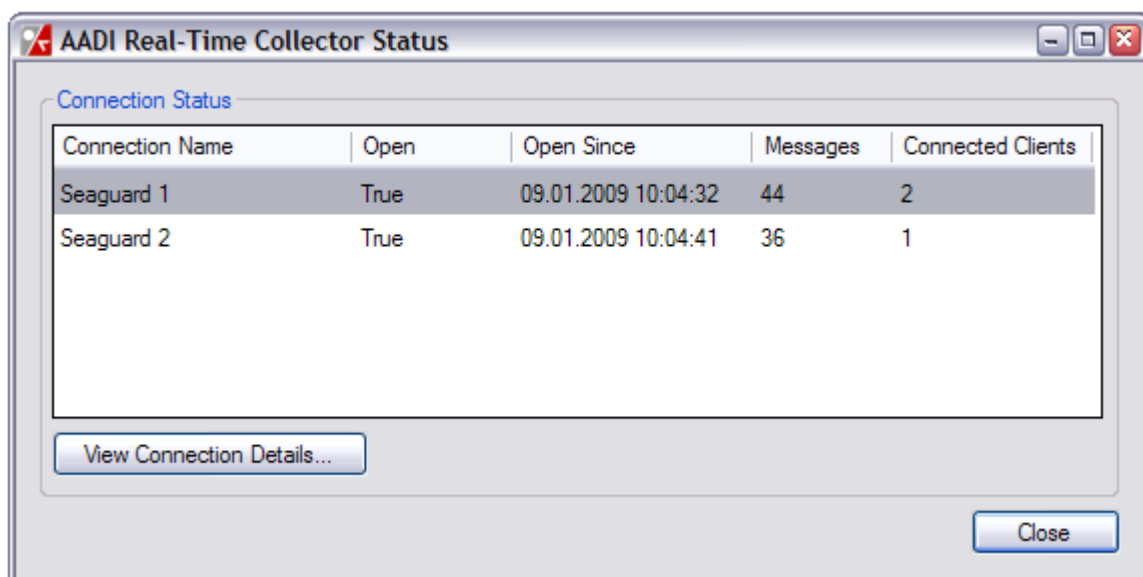 AADI Real-Time Collector Status
Connection Status
Connection Name Open Open Since Messages Connected Clients
Seaguard 1 True 09.01.2009 10:04:32 44 2
Seaguard 2 True 09.01.2009 10:04:41 36 1
View Connection Details...
Close